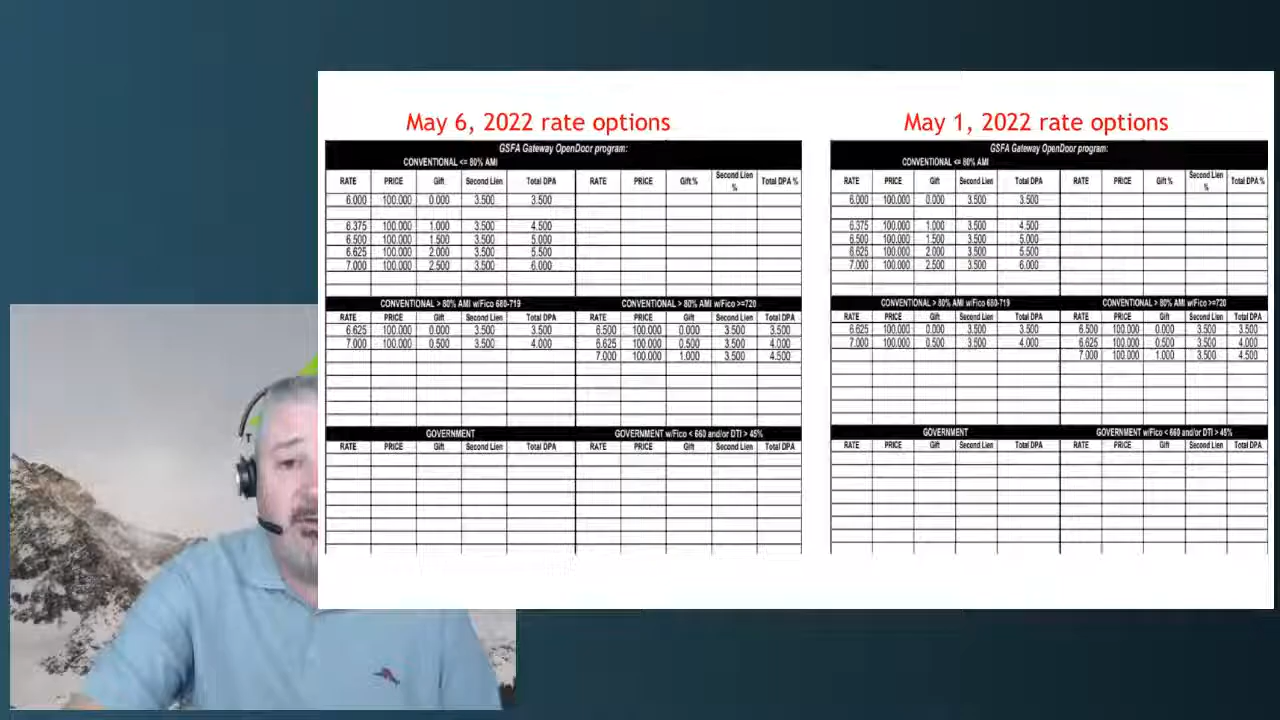 May 6, 2022 rate options
GSFA Gateway OpenDoor program:
CONVENTIONAL <= 80% AMI
RATE PRICE Gift Second Lien Total DPA RATE PRICE Gift % Second Lien % Total DPA %
6.000 100.000 0.000 3.500 3.500
6.375 100.000 1.000 3.500 4.500
6.500 100.000 1.500 3.500 5.000
6.625 100.000 2.000 3.500 5.500
7.000 100.000 2.500 3.500 6.000
CONVENTIONAL > 80% AMI w/Fico 680-719 CONVENTIONAL > 80% AMI w/Fico >=720
RATE PRICE Gift Second Lien Total DPA RATE PRICE Gift Second Lien Total DPA
6.625 100.000 0.000 3.500 3.500 6.500 100.000 0.000 3.500 3.500
7.000 100.000 0.500 3.500 4.000 6.625 100.000 0.500 3.500 4.000
7.000 100.000 1.000 3.500 4.500
GOVERNMENT GOVERNMENT w/Fico < 660 and/or DTI > 45%
RATE PRICE Gift Second Lien Total DPA RATE PRICE Gift Second Lien Total DPA
May 1, 2022 rate options
GSFA Gateway OpenDoor program:
CONVENTIONAL <= 80% AMI
RATE PRICE Gift Second Lien Total DPA RATE PRICE Gift % Second Lien % Total DPA %
6.000 100.000 0.000 3.500 3.500
6.375 100.000 1.000 3.500 4.500
6.500 100.000 1.500 3.500 5.000
6.625 100.000 2.000 3.500 5.500
7.000 100.000 2.500 3.500 6.000
CONVENTIONAL > 80% AMI w/Fico 680-719 CONVENTIONAL > 80% AMI w/Fico >=720
RATE PRICE Gift Second Lien Total DPA RATE PRICE Gift Second Lien Total DPA
6.625 100.000 0.000 3.500 3.500 6.500 100.000 0.000 3.500 3.500
7.000 100.000 0.500 3.500 4.000 6.625 100.000 0.500 3.500 4.000
7.000 100.000 1.000 3.500 4.500
GOVERNMENT GOVERNMENT w/Fico < 660 and/or DTI > 45%
RATE PRICE Gift Second Lien Total DPA RATE PRICE Gift Second Lien Total DPA
T